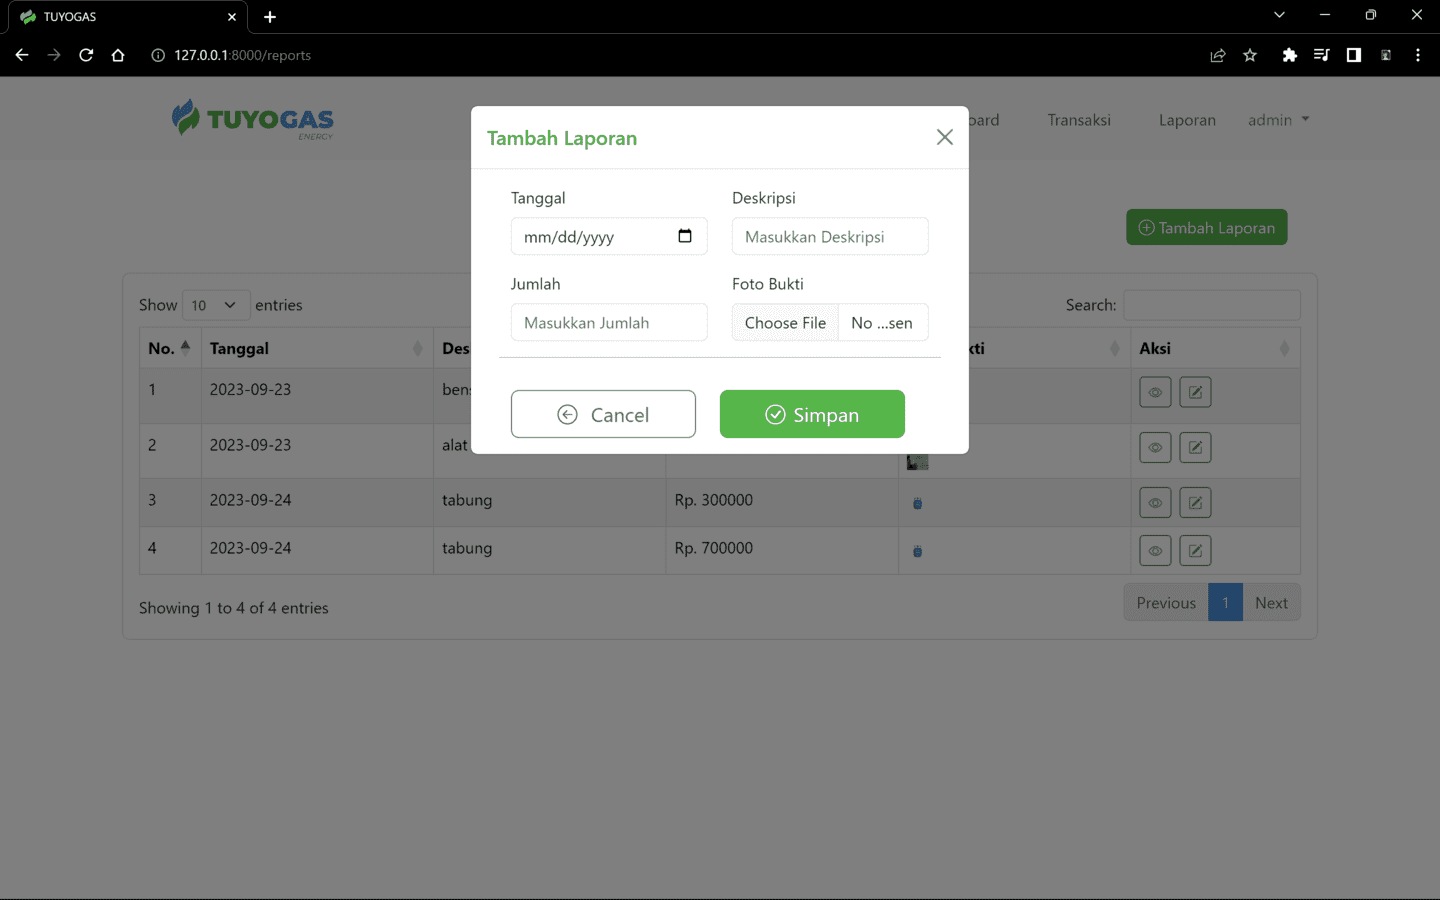 TUYOGAS
127.0.0.1:8000/reports
TUYOGAS
ENERGY
oard
Transaksi
Laporan
admin
Tambah Laporan
Tanggal
Deskripsi
mm/dd/yyyy
Masukkan Deskripsi
Jumlah
Foto Bukti
Masukkan Jumlah
Choose File
No ...sen
Cancel
Simpan
Tambah Laporan
Show 10 entries
Search:
No.
Tanggal
Des
kti
Aksi
1
2023-09-23
ben
2
2023-09-23
alat
3
2023-09-24
tabung
Rp. 300000
4
2023-09-24
tabung
Rp. 700000
Showing 1 to 4 of 4 entries
Previous
1
Next